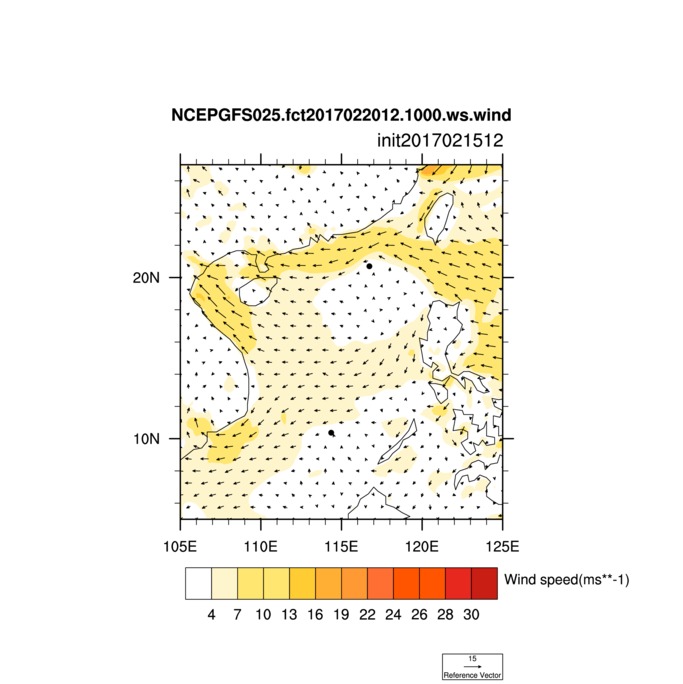 NCEPGFS025.fct2017022012.1000.ws.wind
init2017021512
20N
10N
105E 110E 115E 120E 125E
Wind speed(ms**-1)
4 7 10 13 16 19 22 24 26 28 30
15
Reference Vector